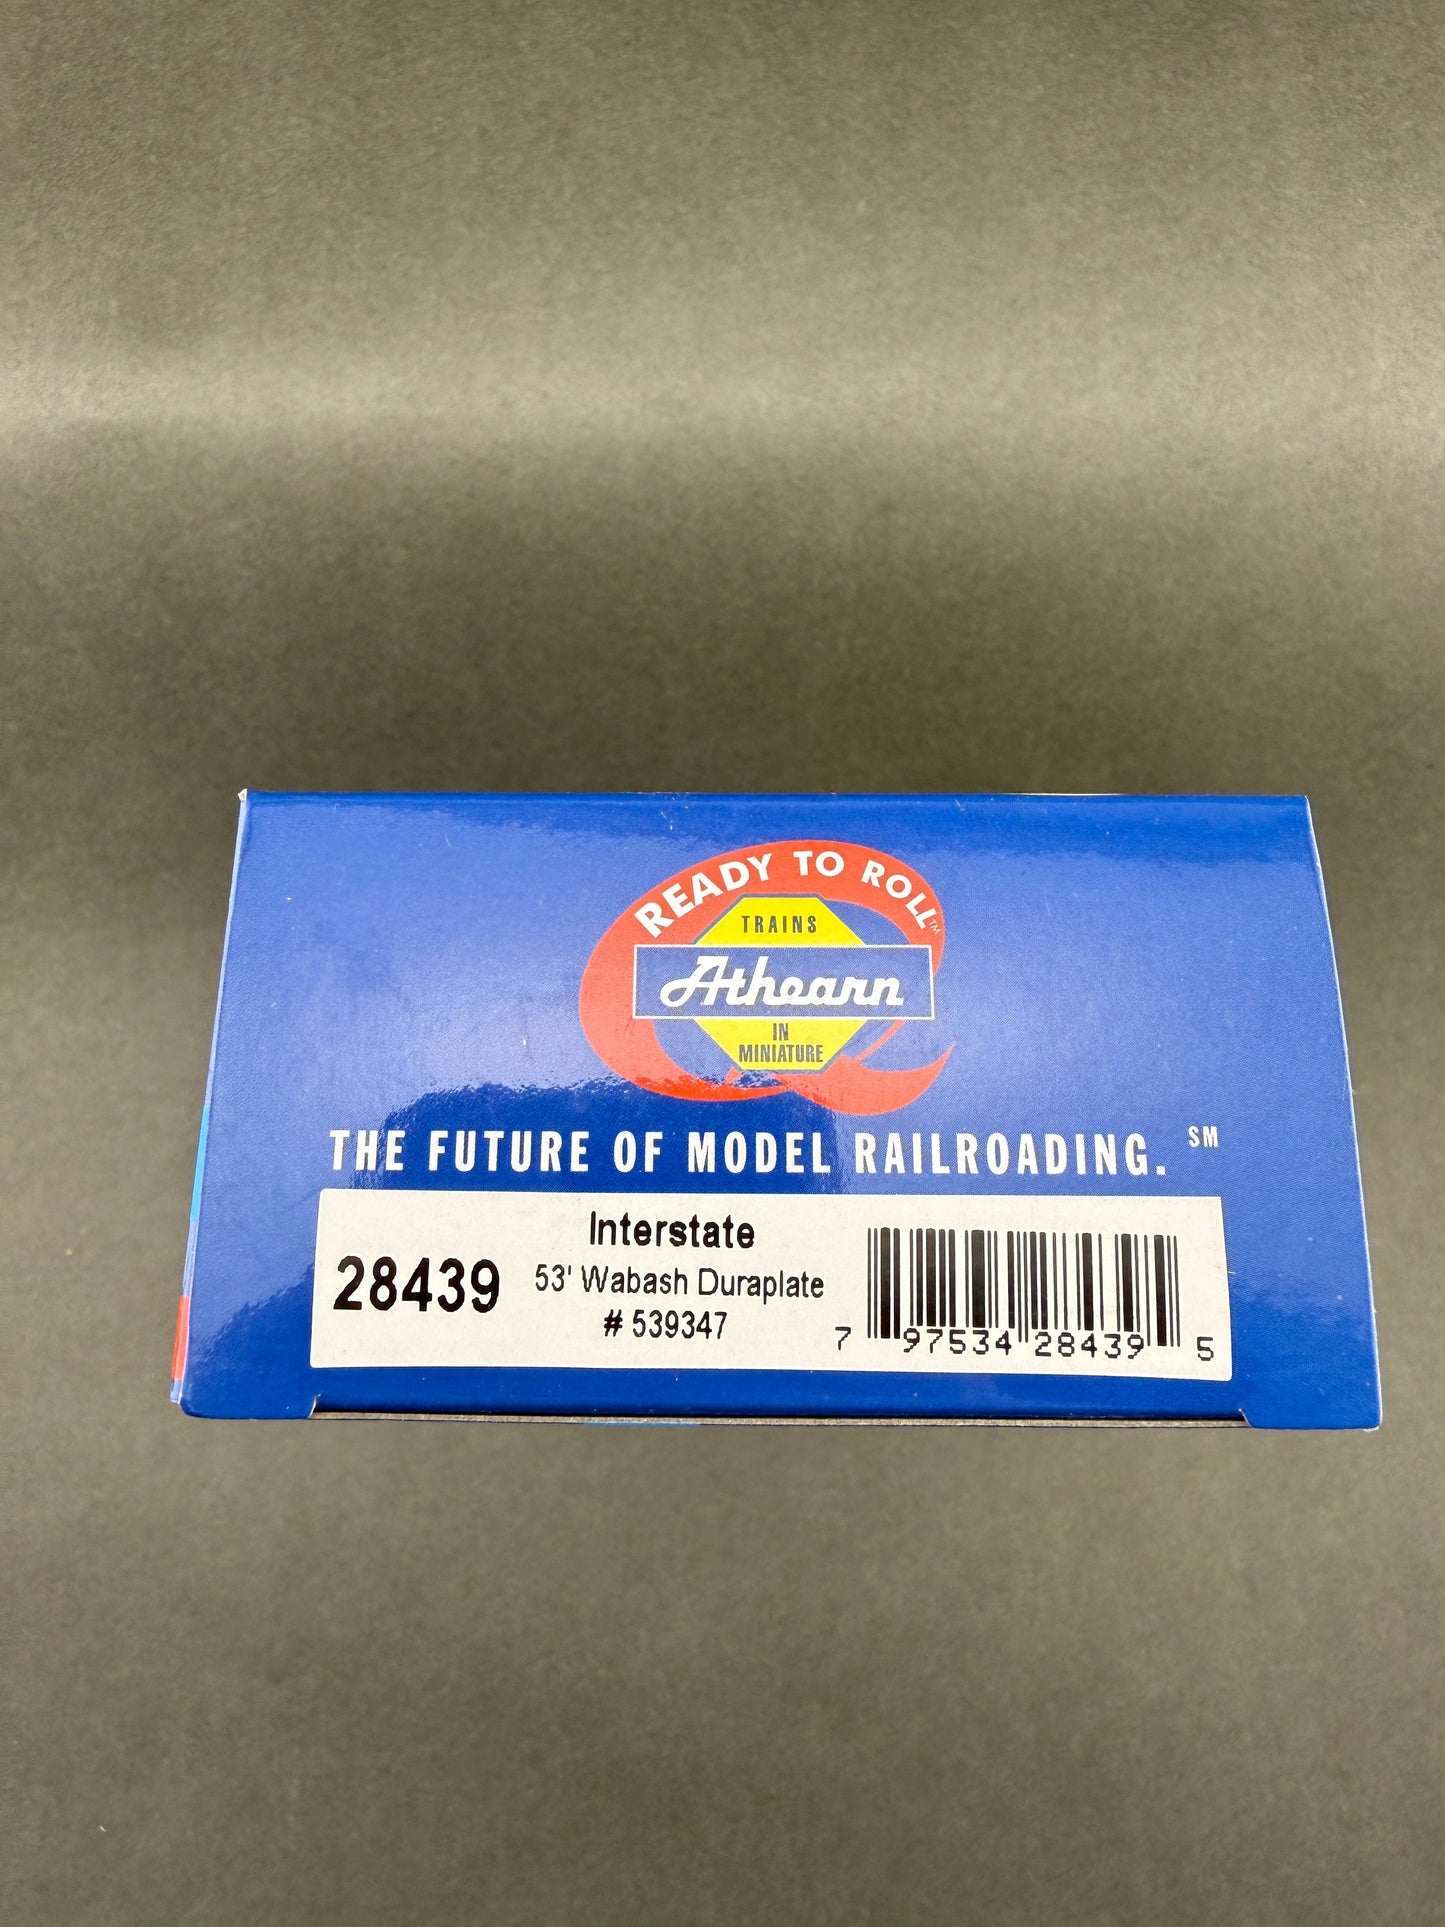 READY TO ROLL™
TRAINS
Athearn
IN
MINIATURE
THE FUTURE OF MODEL RAILROADING. SM
Interstate
28439
53' Wabash Duraplate
# 539347
7 97534 28439 5